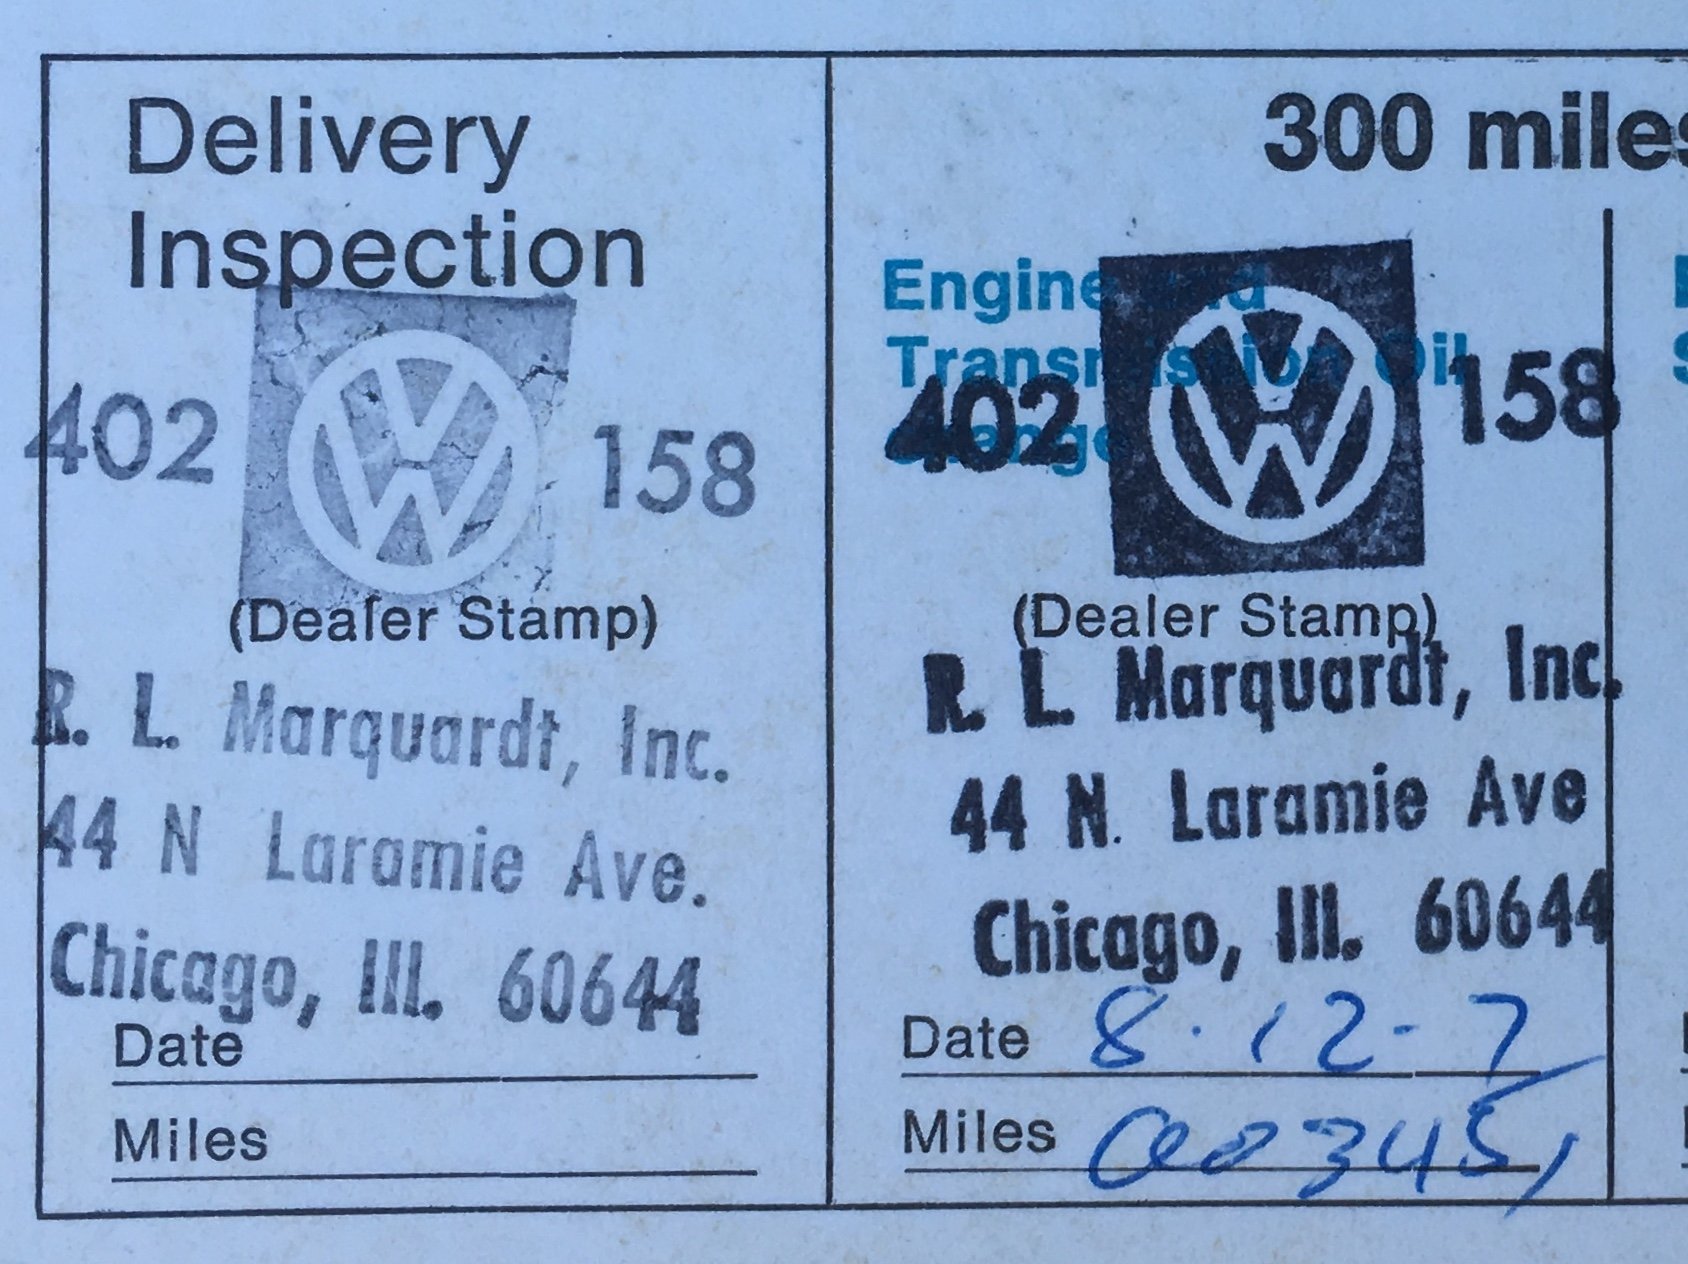 Delivery
Inspection
402 158
(Dealer Stamp)
R. L. Marquardt, Inc.
44 N Laramie Ave.
Chicago, Ill. 60644
Date
Miles
300 miles
Engine and
Transmission Oil
Change
402 158
(Dealer Stamp)
R. L. Marquardt, Inc.
44 N. Laramie Ave
Chicago, Ill. 60644
Date 8-12-7
Miles